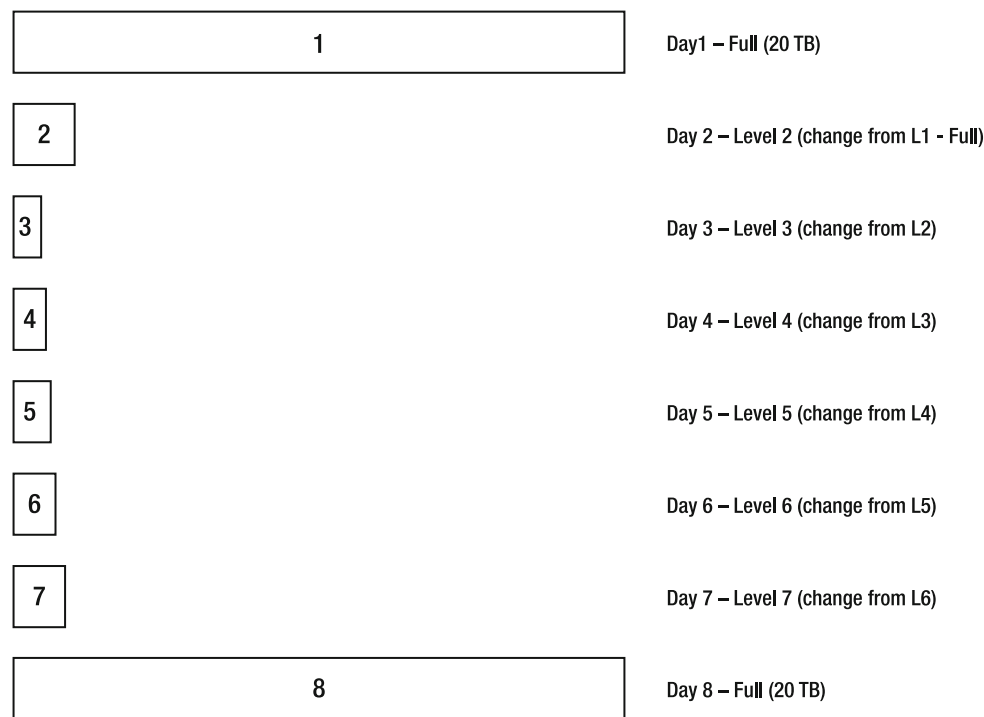 1 Day1 – Full (20 TB)
2 Day 2 – Level 2 (change from L1 - Full)
3 Day 3 – Level 3 (change from L2)
4 Day 4 – Level 4 (change from L3)
5 Day 5 – Level 5 (change from L4)
6 Day 6 – Level 6 (change from L5)
7 Day 7 – Level 7 (change from L6)
8 Day 8 – Full (20 TB)